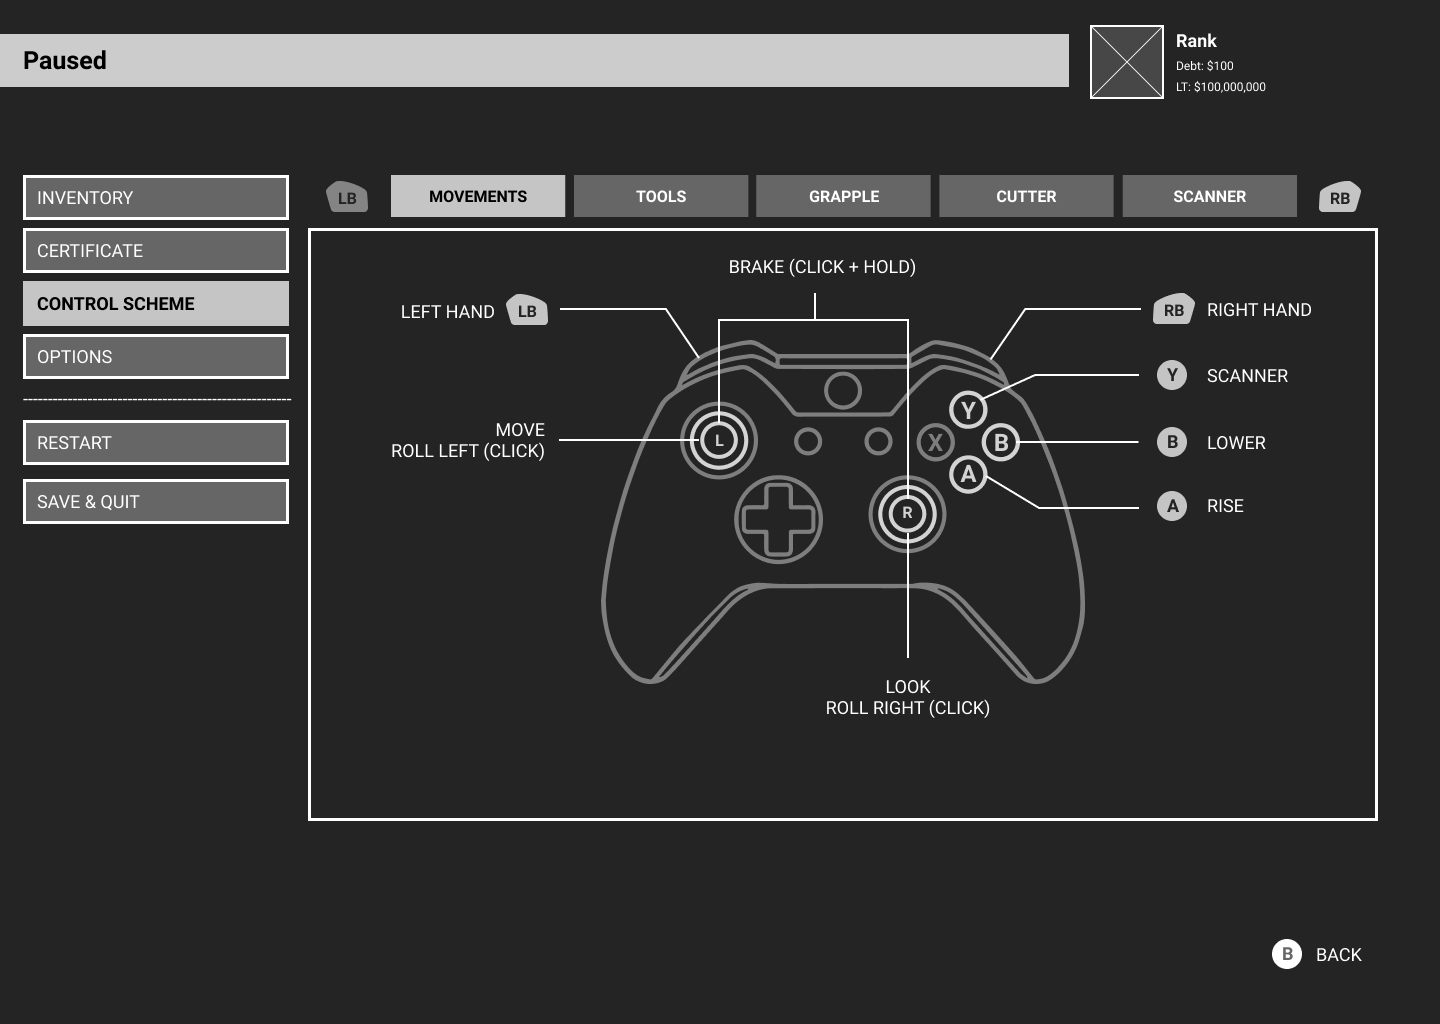 Paused
Rank
Debt: $100
LT: $100,000,000
INVENTORY
CERTIFICATE
CONTROL SCHEME
OPTIONS
RESTART
SAVE & QUIT
LB
MOVEMENTS
TOOLS
GRAPPLE
CUTTER
SCANNER
RB
BRAKE (CLICK + HOLD)
LEFT HAND LB
RB RIGHT HAND
Y SCANNER
Y
MOVE
ROLL LEFT (CLICK)
L
X
B
B LOWER
A
A RISE
R
LOOK
ROLL RIGHT (CLICK)
B BACK